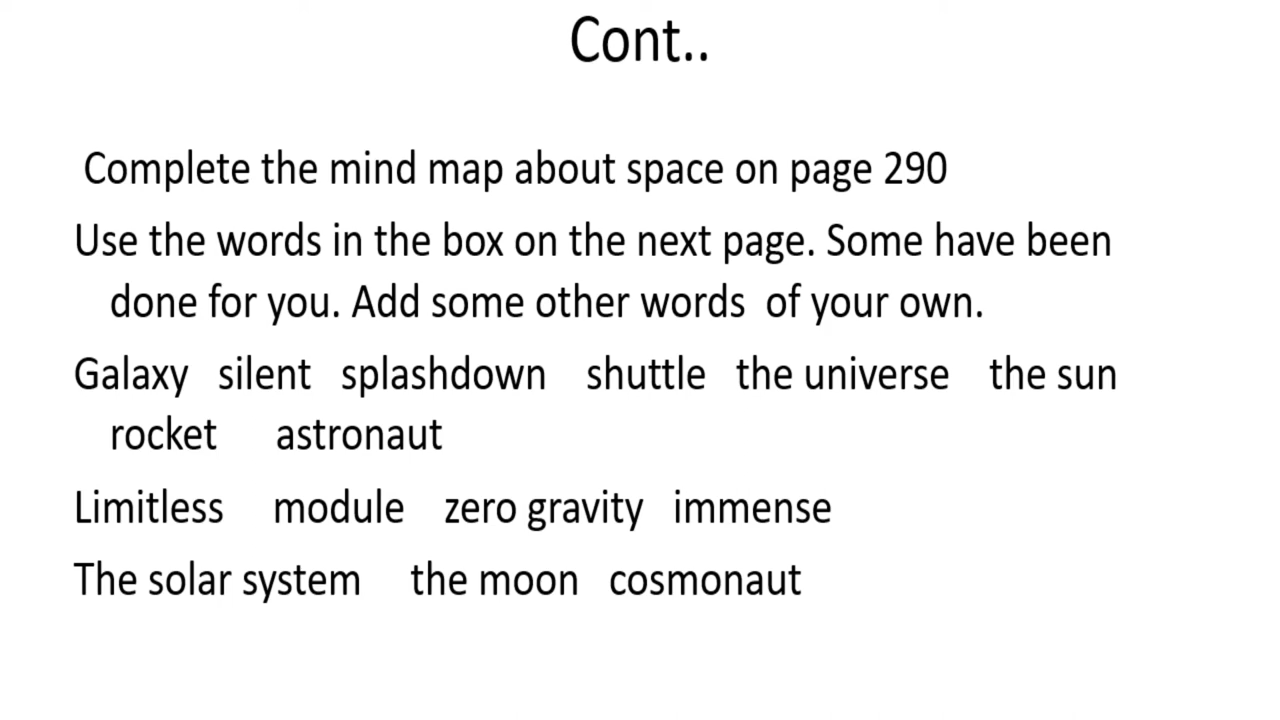 Cont..
Complete the mind map about space on page 290
Use the words in the box on the next page. Some have been
done for you. Add some other words of your own.
Galaxy silent splashdown shuttle the universe the sun
rocket astronaut
Limitless module zero gravity immense
The solar system the moon cosmonaut